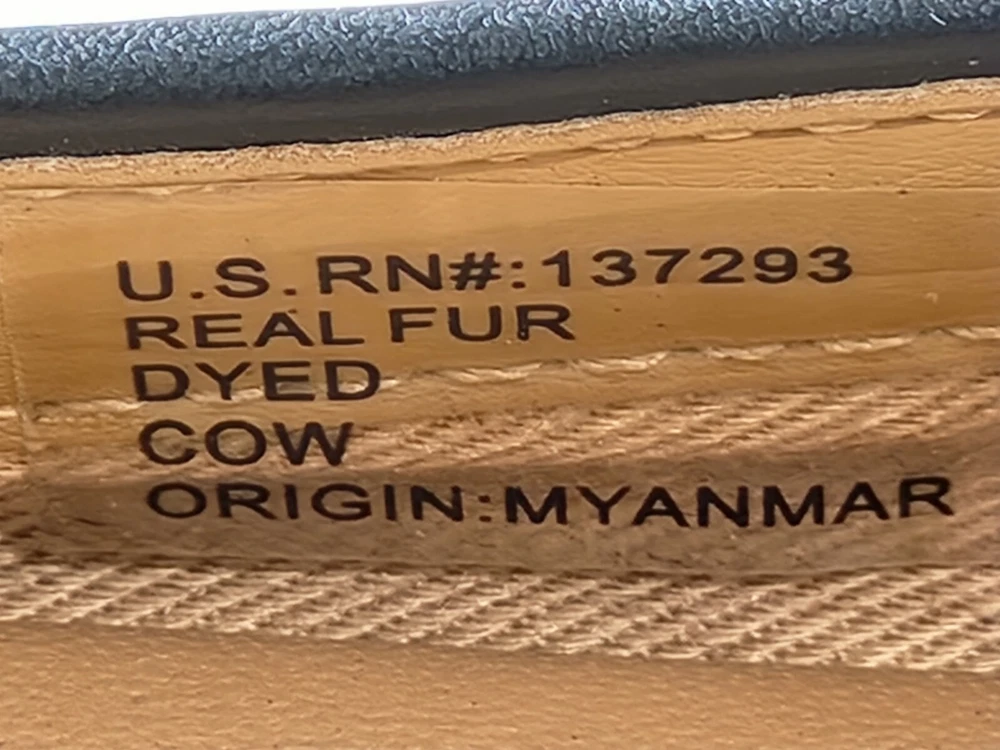 U.S. RN#:137293
REAL FUR
DYED
COW
ORIGIN:MYANMAR